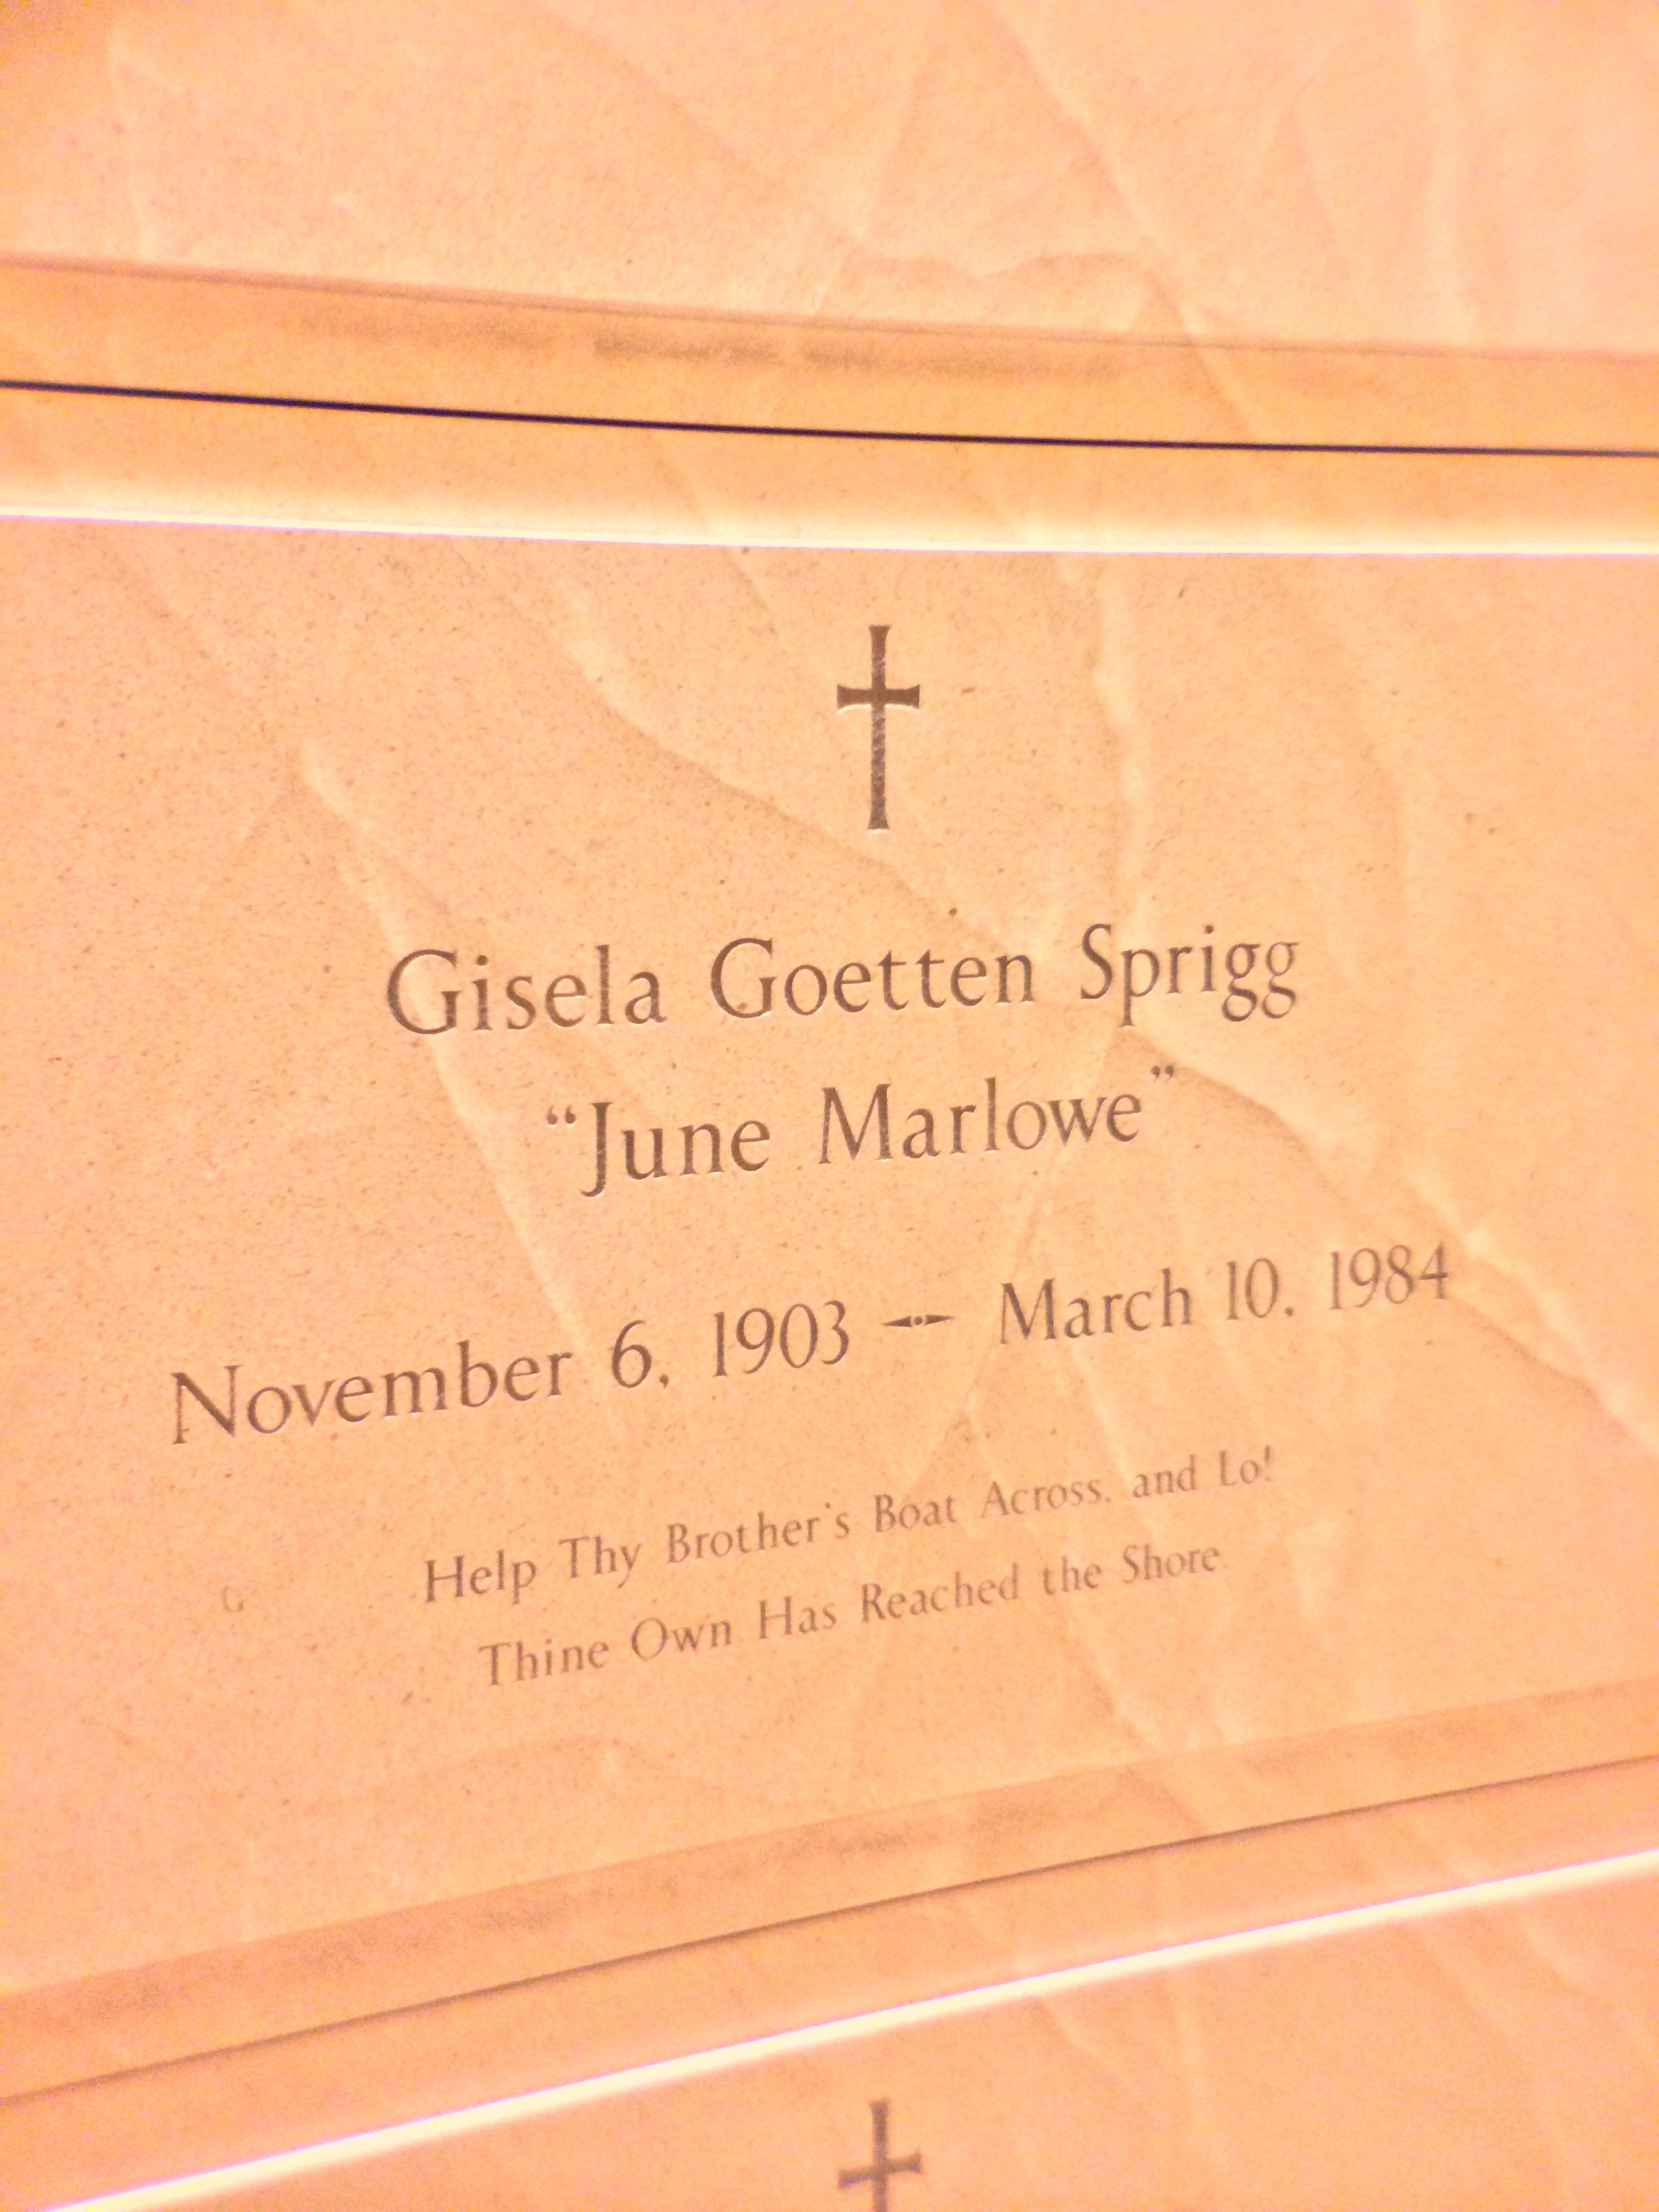 Gisela Goetten Sprigg
“June Marlowe”
November 6, 1903 — March 10, 1984
Help Thy Brother's Boat Across, and Lo!
Thine Own Has Reached the Shore.
G